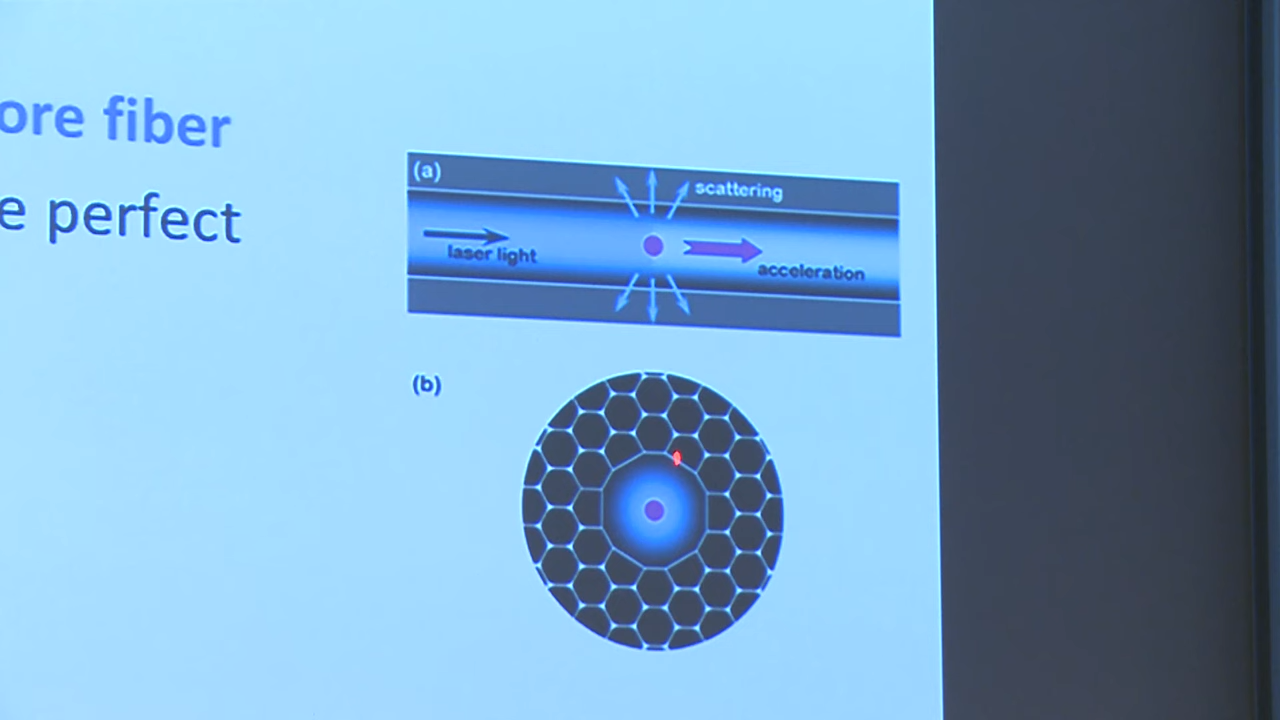 ore fiber
e perfect
(a)
scattering
laser light
acceleration
(b)